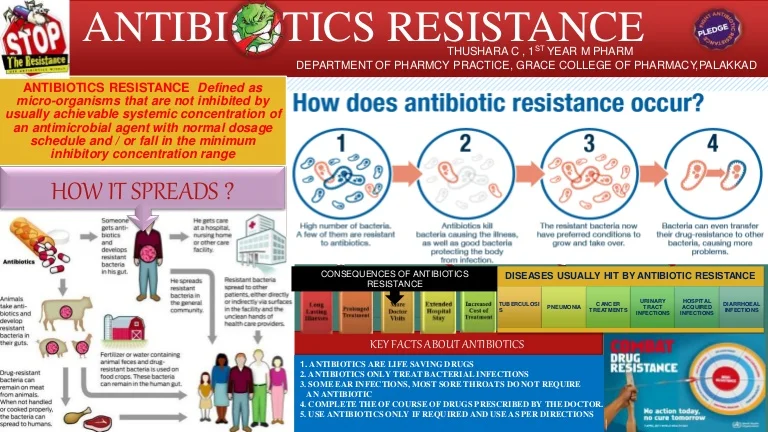 STOP
The Resistance
ANTIBI TICS RESISTANCE
THUSHARA C , 1ST YEAR M PHARM
DEPARTMENT OF PHARMCY PRACTICE, GRACE COLLEGE OF PHARMACY,PALAKKAD
PLEDGE
ANTIBIOTICS RESISTANCE Defined as
micro-organisms that are not inhibited by
usually achievable systemic concentration of
an antimicrobial agent with normal dosage
schedule and / or fall in the minimum
inhibitory concentration range
HOW IT SPREADS ?
Antibiotics
Someone
gets anti-
biotics
and
develops
resistant
bacteria
in his gut.
He gets care
at a hospital,
nursing home
or other care
facility.
He spreads
resistant
bacteria in
the general
community.
Resistant bacteria
spread to other
patients, either directly
or indirectly via surfaces
in the facility and the
unclean hands of
health care providers.
Animals
take anti-
biotics and
develop
resistant
bacteria in
their guts.
Fertilizer or water containing
animal feces and drug-
resistant bacteria is used on
food crops. These bacteria
can remain in the human gut.
Drug-resistant
bacteria can
remain on meat
from animals.
When not handled
or cooked properly,
the bacteria can
spread to humans.
How does antibiotic resistance occur?
1
2
3
4
High number of bacteria.
A few of them are resistant
to antibiotics.
Antibiotics kill
bacteria causing the illness,
as well as good bacteria
protecting the body
from infection.
The resistant bacteria now
have preferred conditions to
grow and take over.
Bacteria can even transfer
their drug-resistance to other
bacteria, causing more
problems.
CONSEQUENCES OF ANTIBIOTICS
RESISTANCE
Long
Lasting
Illnesses
Prolonged
Treatment
More
Doctor
Visits
Extended
Hospital
Stay
Increased
Cost of
Treatment
DISEASES USUALLY HIT BY ANTIBIOTIC RESISTANCE
TUBERCULOSI
S
PNEUMONIA
CANCER
TREATMENTS
URINARY
TRACT
INFECTIONS
HOSPITAL
ACQUIRED
INFECTIONS
DIARRHOEAL
INFECTIONS
KEY FACTS ABOUT ANTIBIOTICS
1. ANTIBIOTICS ARE LIFE SAVING DRUGS
2. ANTIBIOTICS ONLY TREAT BACTERIAL INFECTIONS
3. SOME EAR INFECTIONS, MOST SORE THROATS DO NOT REQUIRE
AN ANTIBIOTIC
4. COMPLETE THE OF COURSE OF DRUGS PRESCRIBED BY THE DOCTOR.
5. USE ANTIBIOTICS ONLY IF REQUIRED AND USE AS PER DIRECTIONS
COMBAT
DRUG
RESISTANCE
No action today,
no cure tomorrow